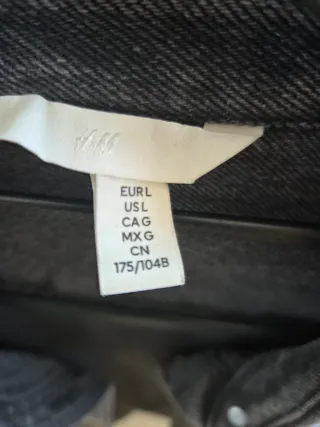 H&M
EUR L
US L
CA G
MX G
CN
175/104B